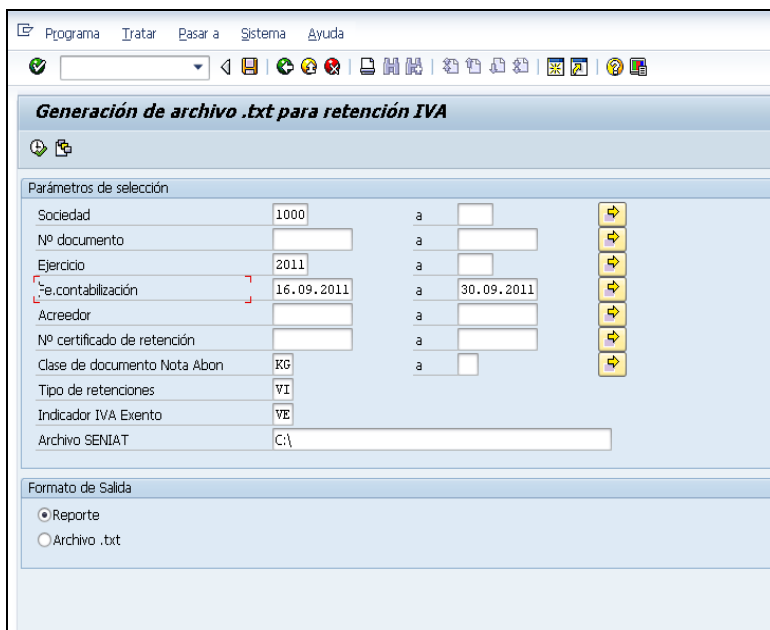 Programa Tratar Pasar a Sistema Ayuda
Generación de archivo .txt para retención IVA
Parámetros de selección
Sociedad 1000 a
Nº documento a
Ejercicio 2011 a
Fe.contabilización 16.09.2011 a 30.09.2011
Acreedor a
Nº certificado de retención a
Clase de documento Nota Abon KG a
Tipo de retenciones VI
Indicador IVA Exento VE
Archivo SENIAT C:\
Formato de Salida
Reporte
Archivo .txt